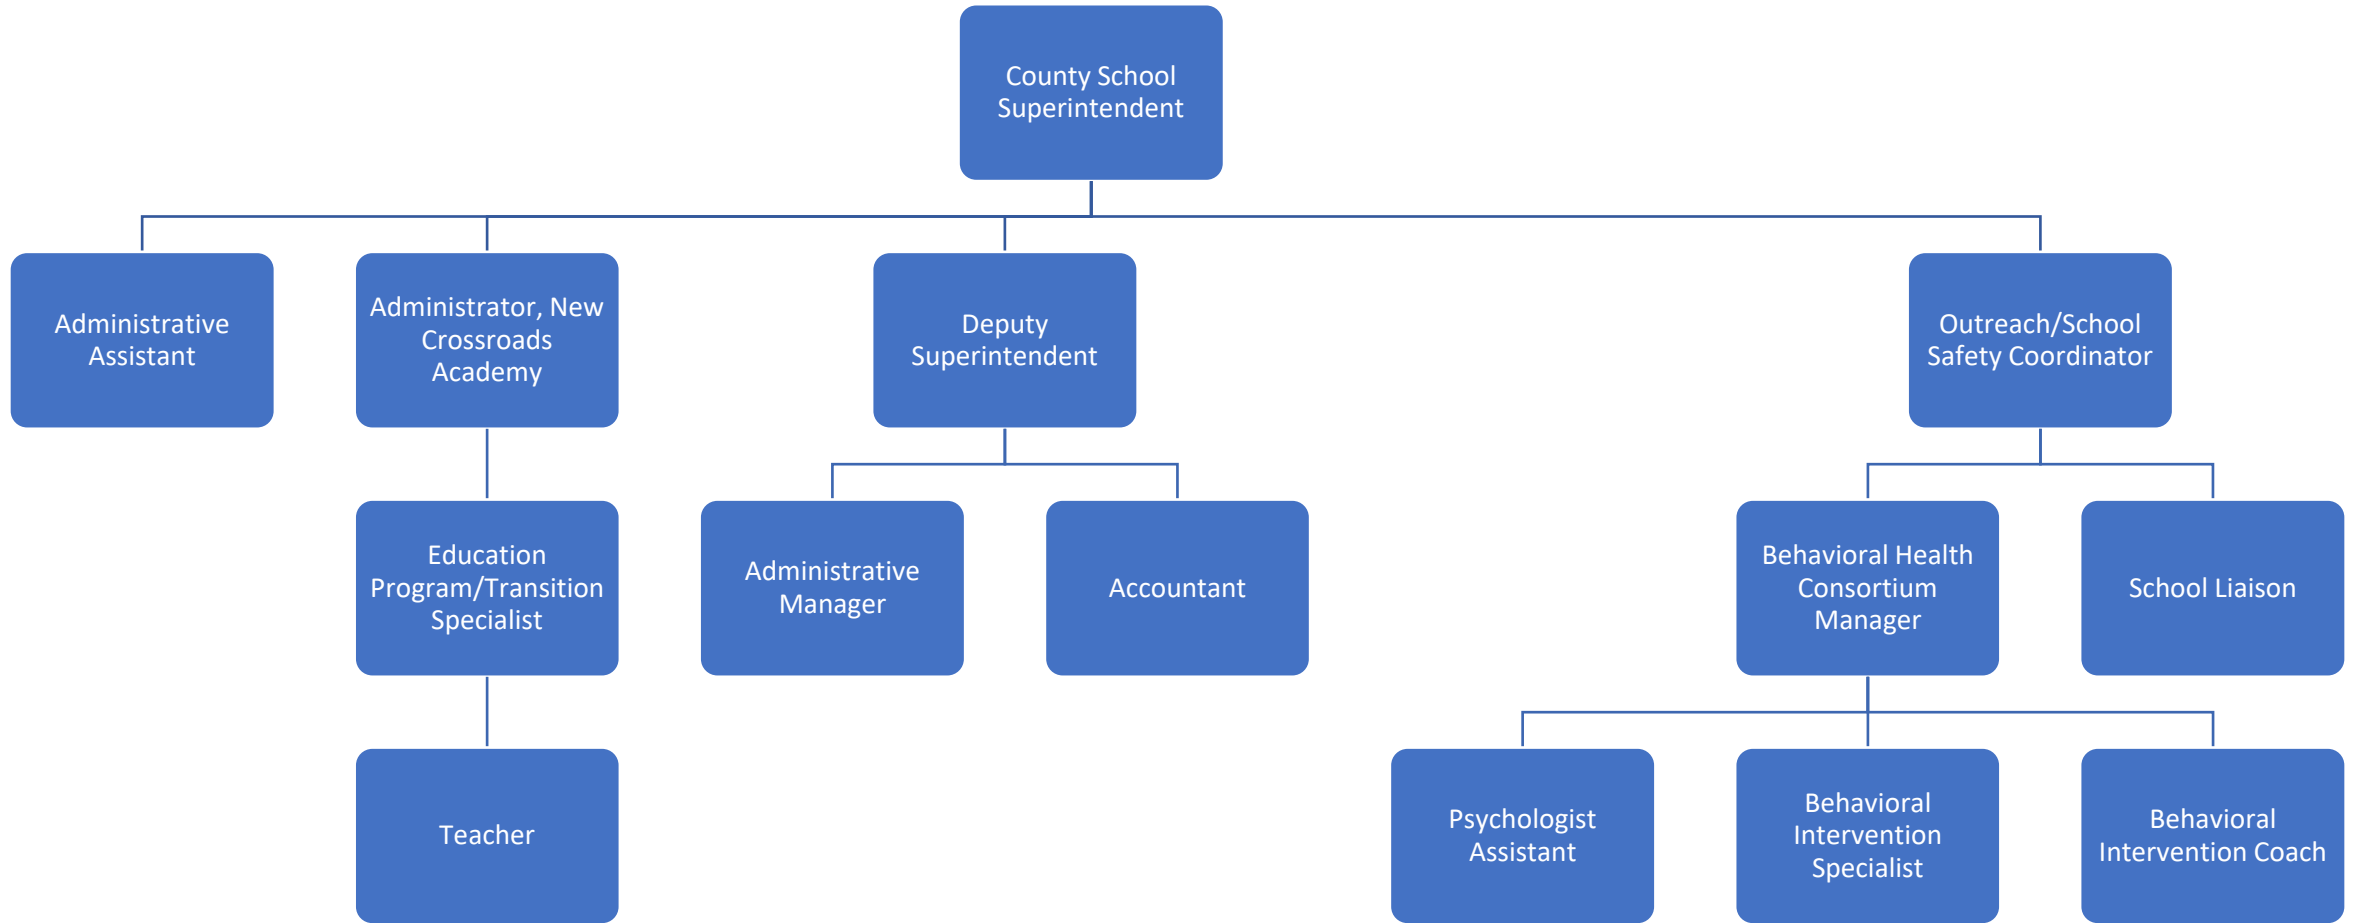 County School
Superintendent
Administrative
Assistant
Administrator, New
Crossroads
Academy
Deputy
Superintendent
Outreach/School
Safety Coordinator
Education
Program/Transition
Specialist
Administrative
Manager
Accountant
Behavioral Health
Consortium
Manager
School Liaison
Teacher
Psychologist
Assistant
Behavioral
Intervention
Specialist
Behavioral
Intervention Coach